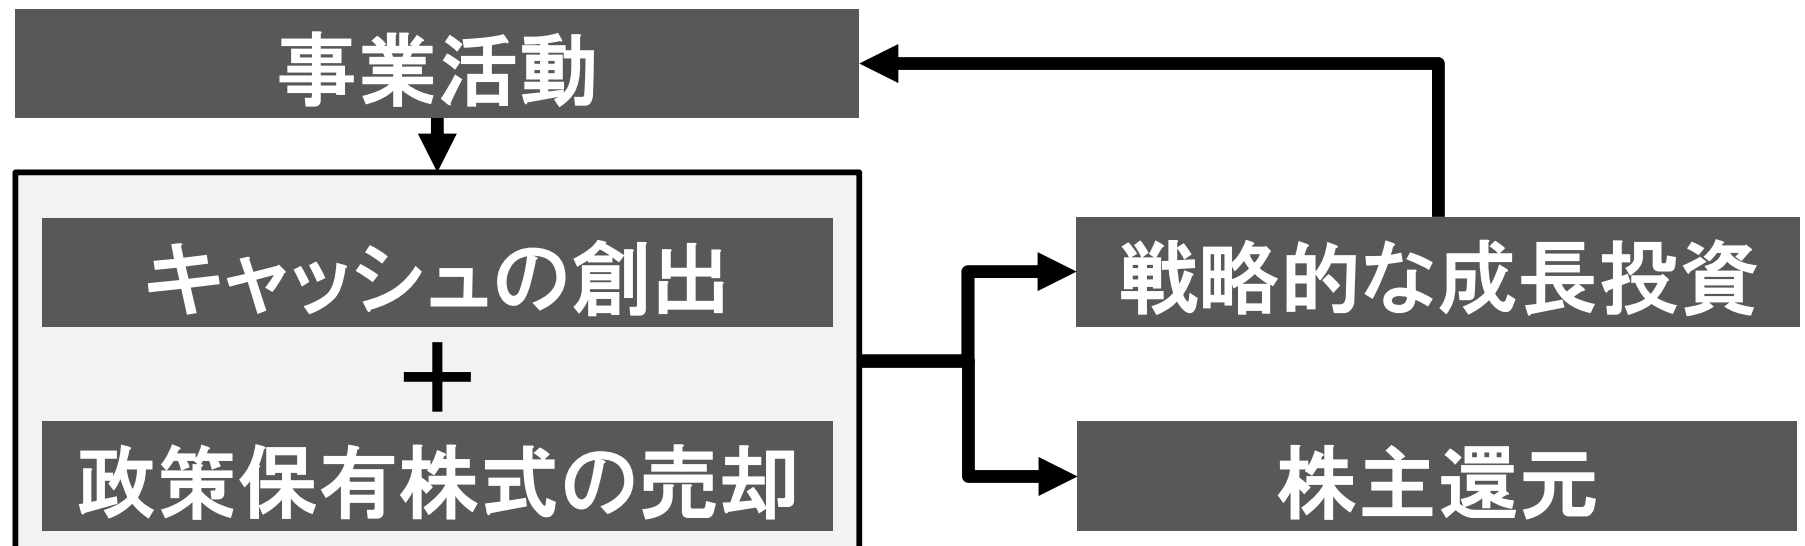 事業活動
キャッシュの創出
＋
政策保有株式の売却
戦略的な成長投資
株主還元